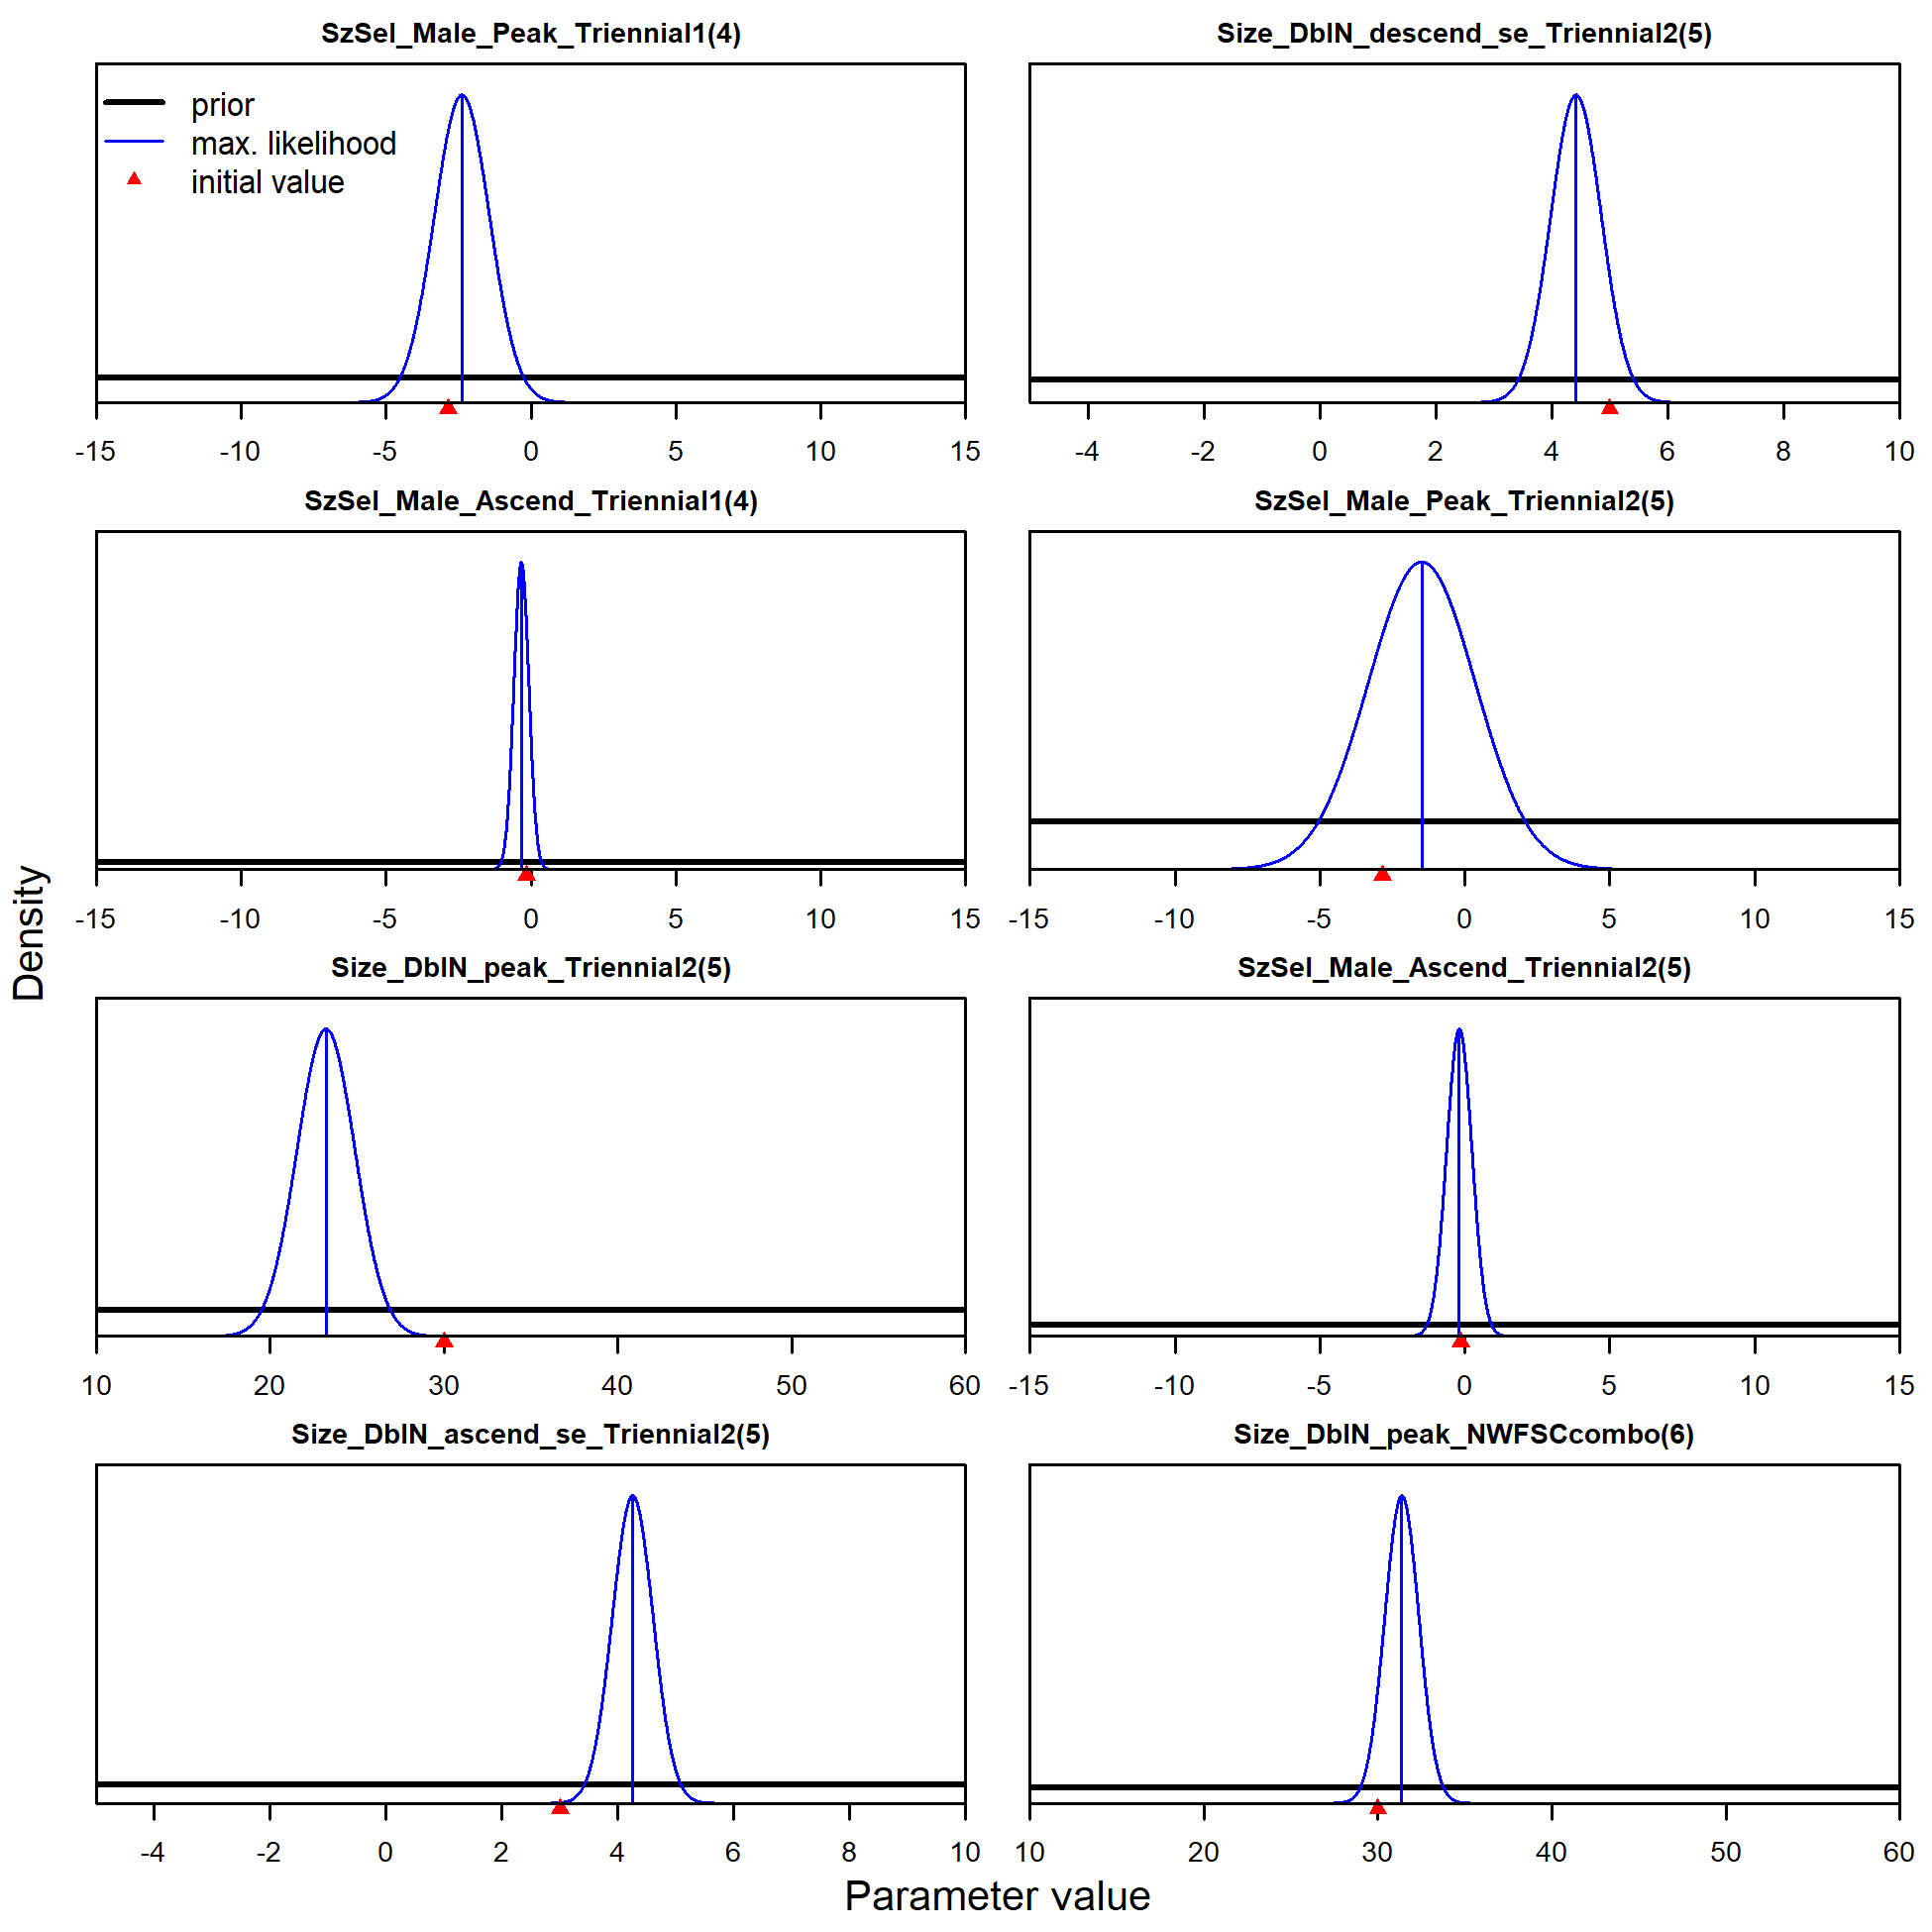 SzSel_Male_Peak_Triennial1(4)
prior
max. likelihood
initial value
-15 -10 -5 0 5 10 15
Size_DblN_descend_se_Triennial2(5)
-4 -2 0 2 4 6 8 10
SzSel_Male_Ascend_Triennial1(4)
-15 -10 -5 0 5 10 15
SzSel_Male_Peak_Triennial2(5)
-15 -10 -5 0 5 10 15
Size_DblN_peak_Triennial2(5)
10 20 30 40 50 60
SzSel_Male_Ascend_Triennial2(5)
-15 -10 -5 0 5 10 15
Size_DblN_ascend_se_Triennial2(5)
-4 -2 0 2 4 6 8 10
Size_DblN_peak_NWFSCcombo(6)
10 20 30 40 50 60
Density
Parameter value